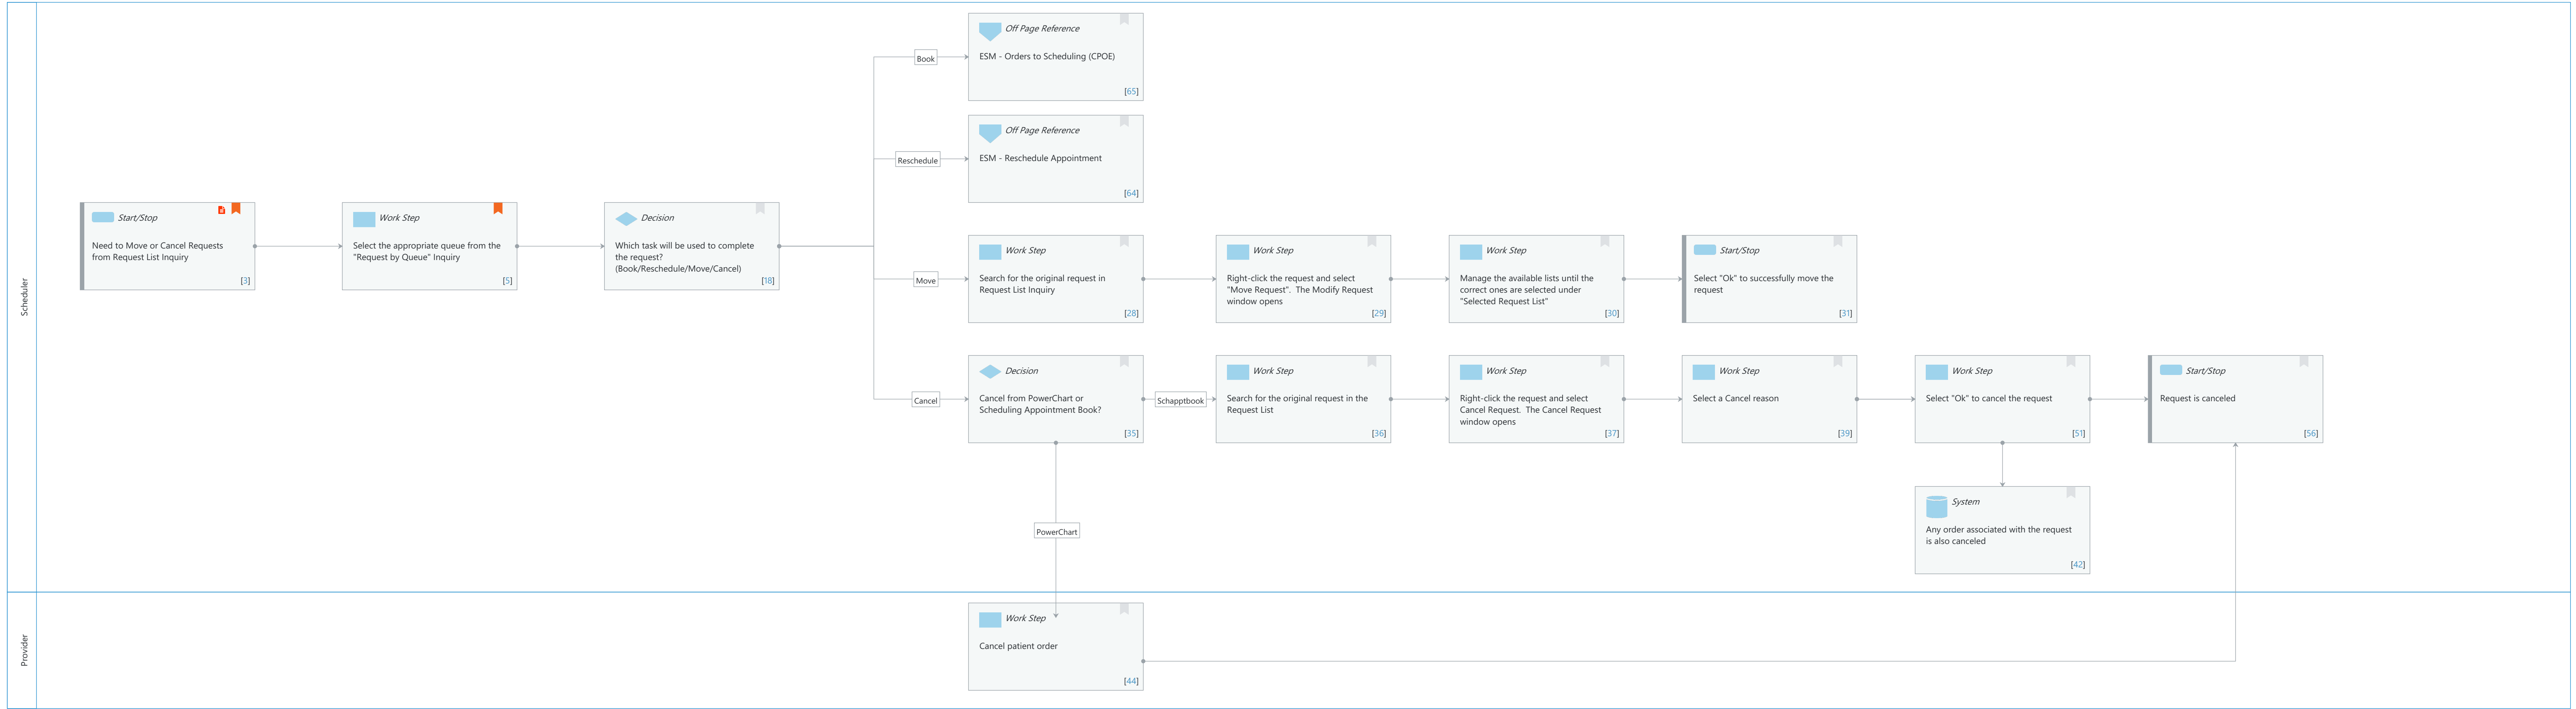 Scheduler
Start/Stop
Need to Move or Cancel Requests
from Request List Inquiry
[3]
Work Step
Select the appropriate queue from the
"Request by Queue" Inquiry
[5]
Decision
Which task will be used to complete
the request?
(Book/Reschedule/Move/Cancel)
[18]
Book
Off Page Reference
ESM - Orders to Scheduling (CPOE)
[65]
Reschedule
Off Page Reference
ESM - Reschedule Appointment
[64]
Move
Work Step
Search for the original request in
Request List Inquiry
[28]
Work Step
Right-click the request and select
"Move Request".  The Modify Request
window opens
[29]
Work Step
Manage the available lists until the
correct ones are selected under
"Selected Request List"
[30]
Start/Stop
Select "Ok" to successfully move the
request
[31]
Cancel
Decision
Cancel from PowerChart or
Scheduling Appointment Book?
[35]
Schapptbook
Work Step
Search for the original request in the
Request List
[36]
Work Step
Right-click the request and select
Cancel Request.  The Cancel Request
window opens
[37]
Work Step
Select a Cancel reason
[39]
Work Step
Select "Ok" to cancel the request
[51]
Start/Stop
Request is canceled
[56]
System
Any order associated with the request
is also canceled
[42]
PowerChart
Provider
Work Step
Cancel patient order
[44]